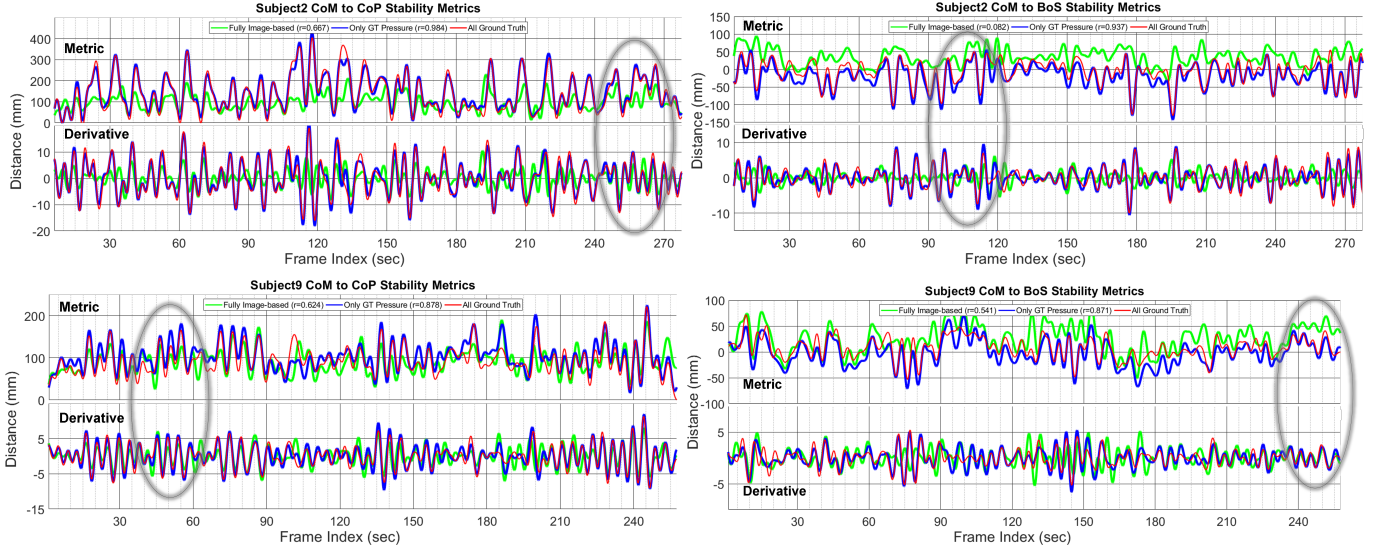 Subject2 CoM to CoP Stability Metrics
Fully Image-based (r=0.667) Only GT Pressure (r=0.984) All Ground Truth
Metric
400
300
200
100
0
Derivative
10
0
-10
-20
Distance (mm)
30 60 90 120 150 180 210 240 270
Frame Index (sec)
Subject2 CoM to BoS Stability Metrics
Fully Image-based (r=0.082) Only GT Pressure (r=0.937) All Ground Truth
150
100
50
0
-50
-100
-150
Metric
Derivative
10
0
-10
Distance (mm)
30 60 90 120 150 180 210 240 270
Frame Index (sec)
Subject9 CoM to CoP Stability Metrics
Fully Image-based (r=0.624) Only GT Pressure (r=0.878) All Ground Truth
Metric
200
100
0
Derivative
5
-5
-15
Distance (mm)
30 60 90 120 150 180 210 240
Frame Index (sec)
Subject9 CoM to BoS Stability Metrics
Fully Image-based (r=0.541) Only GT Pressure (r=0.871) All Ground Truth
100
50
0
-50
-100
Metric
5
-5
Derivative
Distance (mm)
30 60 90 120 150 180 210 240
Frame Index (sec)